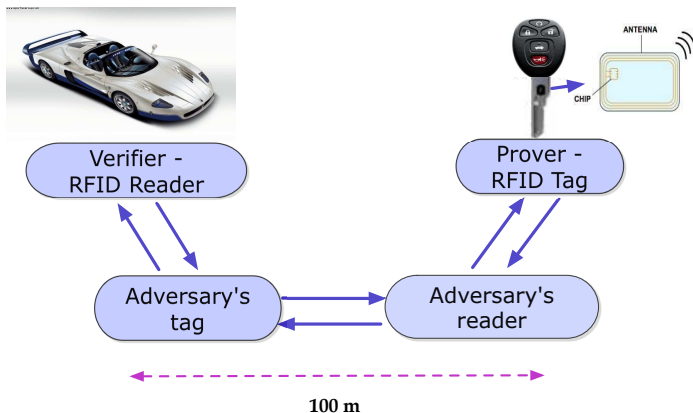 ANTENNA
CHIP
Verifier -
RFID Reader
Prover -
RFID Tag
Adversary's
tag
Adversary's
reader
100 m